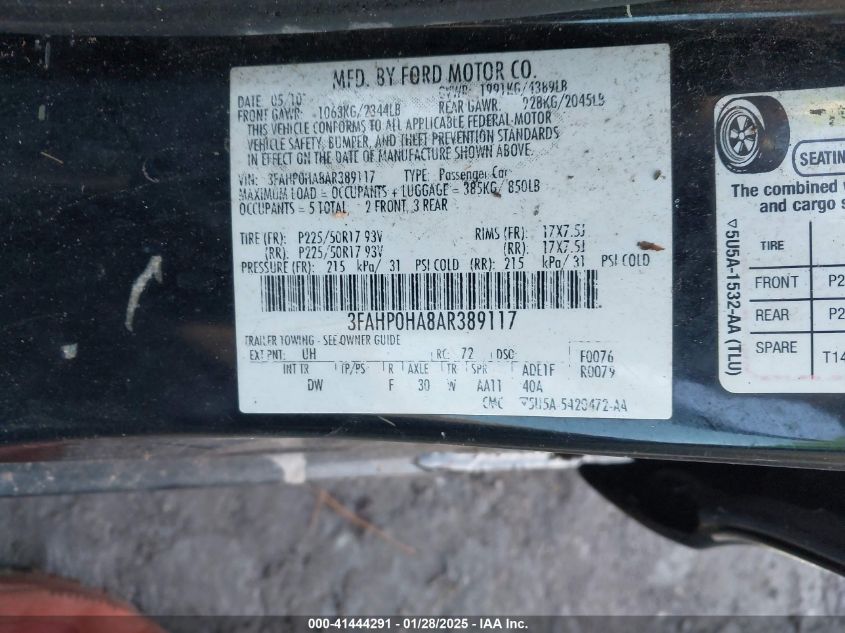 MFD. BY FORD MOTOR CO.
DATE 05/10 GVWR: 1991KG/4389LB
FRONT GAWR: 1063KG/2344LB REAR GAWR: 928KG/2045LB
THIS VEHICLE CONFORMS TO ALL APPLICABLE FEDERAL MOTOR
VEHICLE SAFETY, BUMPER, AND THEFT PREVENTION STANDARDS
IN EFFECT ON THE DATE OF MANUFACTURE SHOWN ABOVE.
VIN: 3FAHP0HA8AR389117 TYPE: Passenger Car
MAXIMUM LOAD = OCCUPANTS + LUGGAGE = 385KG/ 850LB
OCCUPANTS = 5 TOTAL 2 FRONT, 3 REAR
TIRE (FR): P225/50R17 93V RIMS (FR): 17X7.5J
(RR): P225/50R17 93V (RR): 17X7.5J
PRESSURE (FR): 215 kPa/ 31 PSI COLD (RR): 215 kPa/ 31 PSI COLD
3FAHP0HA8AR389117
TRAILER TOWING - SEE OWNER GUIDE
EXT PNT: UH RC: 72 DSO: F0076
INT TR TP/PS R AXLE TR SPR ADE1F R0079
DW F 30 W AA11 40A
CMC ▽5U5A-5420472-AA
SEATIN
The combined
and cargo s
TIRE
FRONT P2
REAR P2
SPARE T14
▽5U5A-1532-AA (TLU)
000-41444291 / 01/28/2025 - IAA Inc.